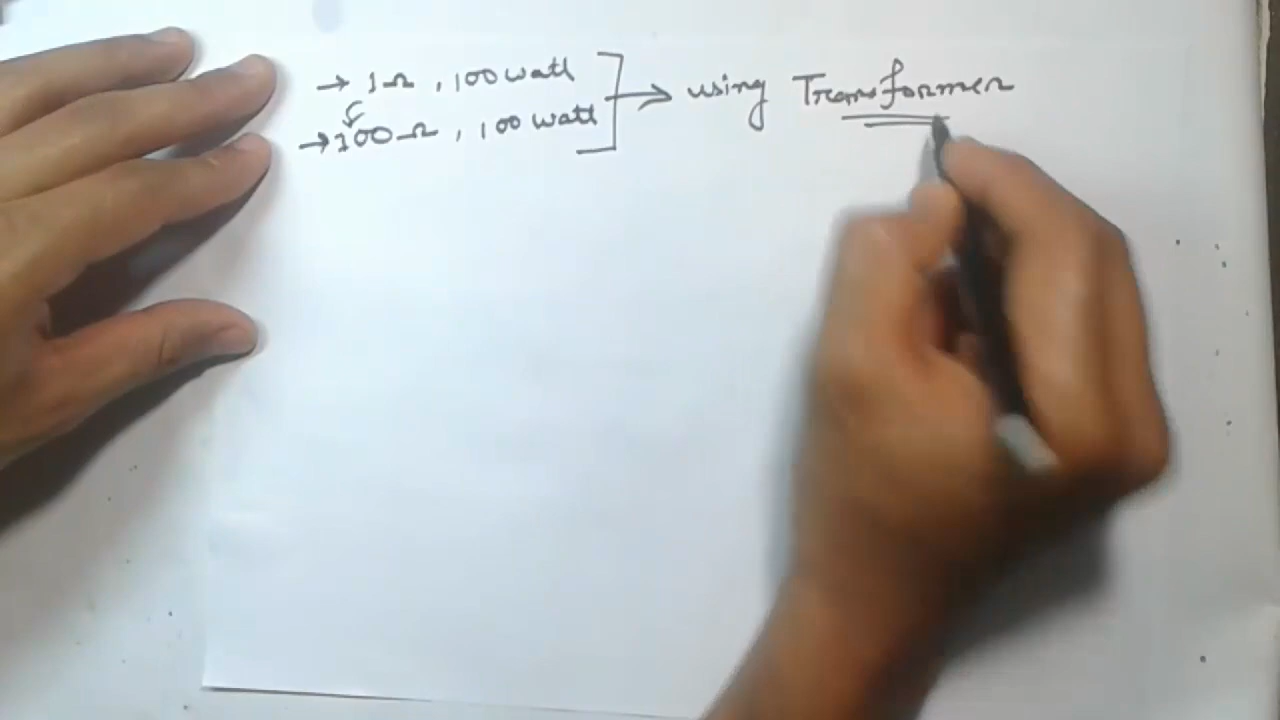 → 1Ω, 100 watt
→ 100Ω, 100 watt
→ using Transformer